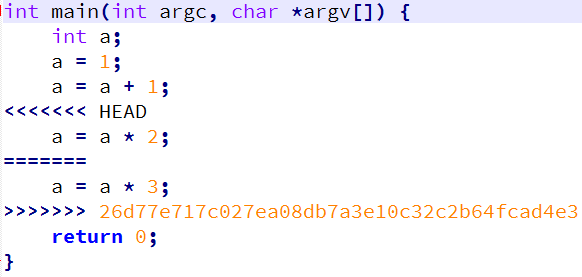 int main(int argc, char *argv[]) {
    int a;
    a = 1;
    a = a + 1;
<<<<<<< HEAD
    a = a * 2;
=======
    a = a * 3;
>>>>>>> 26d77e717c027ea08db7a3e10c32c2b64fcad4e3
    return 0;
}